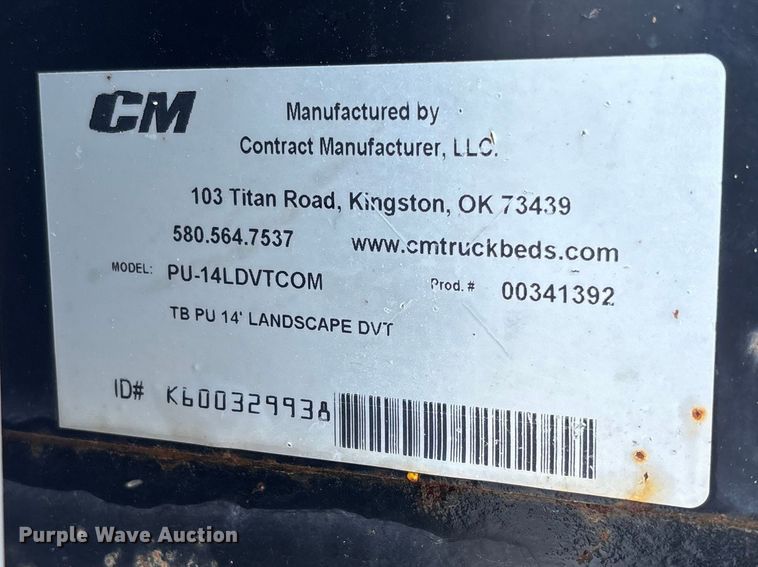 CM
Manufactured by
Contract Manufacturer, LLC.
103 Titan Road, Kingston, OK 73439
580.564.7537 www.cmtruckbeds.com
MODEL: PU-14LDVTCOM Prod. # 00341392
TB PU 14' LANDSCAPE DVT
ID# K600329938
Purple Wave Auction